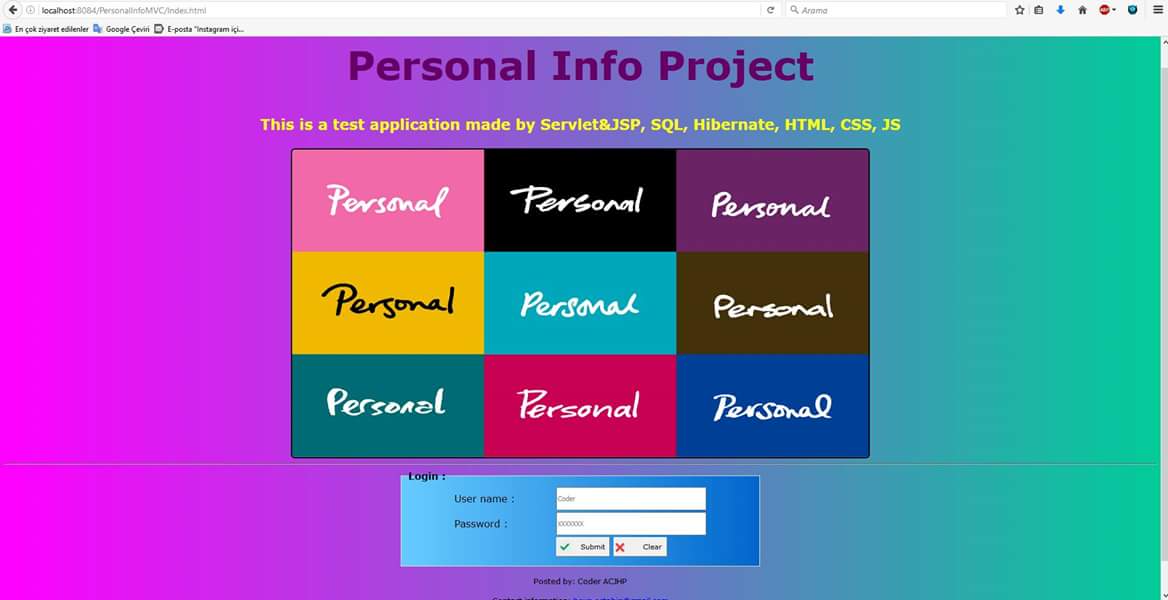 localhost:8084/PersonalInfoMVC/Index.html
Arama
En çok ziyaret edilenler Google Çeviri E-posta "Instagram içi...
Personal Info Project
This is a test application made by Servlet&JSP, SQL, Hibernate, HTML, CSS, JS
Personal Personal Personal
Personal Personal Personal
Personal Personal Personal
Login :
User name : Coder
Password : XXXXXXX
Submit Clear
Posted by: Coder ACJHP
Contact information: